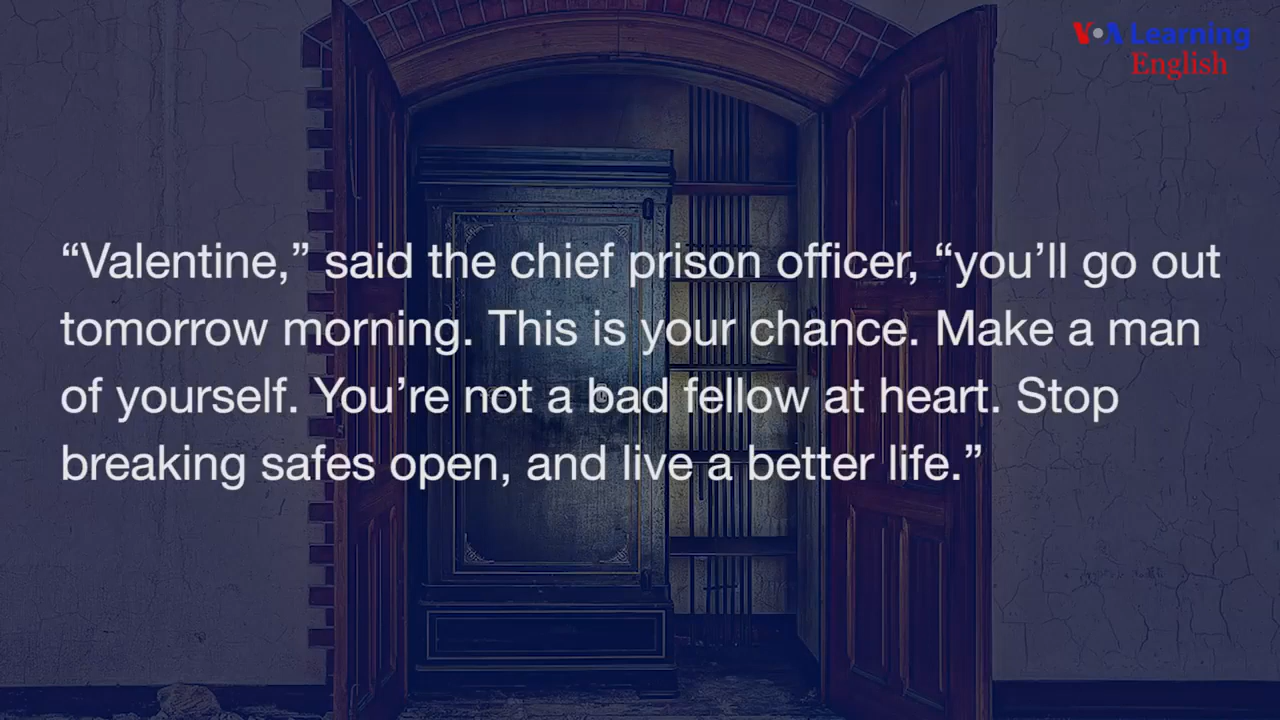 VOA Learning
English
“Valentine,” said the chief prison officer, “you’ll go out
tomorrow morning. This is your chance. Make a man
of yourself. You’re not a bad fellow at heart. Stop
breaking safes open, and live a better life.”